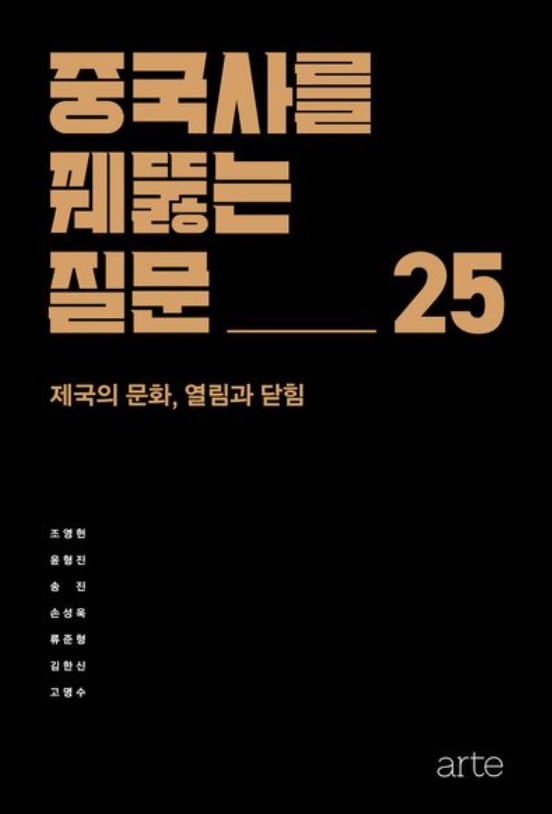 중국사를
꿰뚫는
질문 ____ 25
제국의 문화, 열림과 닫힘
조영헌
윤형진
송 진
손성욱
류준형
김한신
고명수
arte